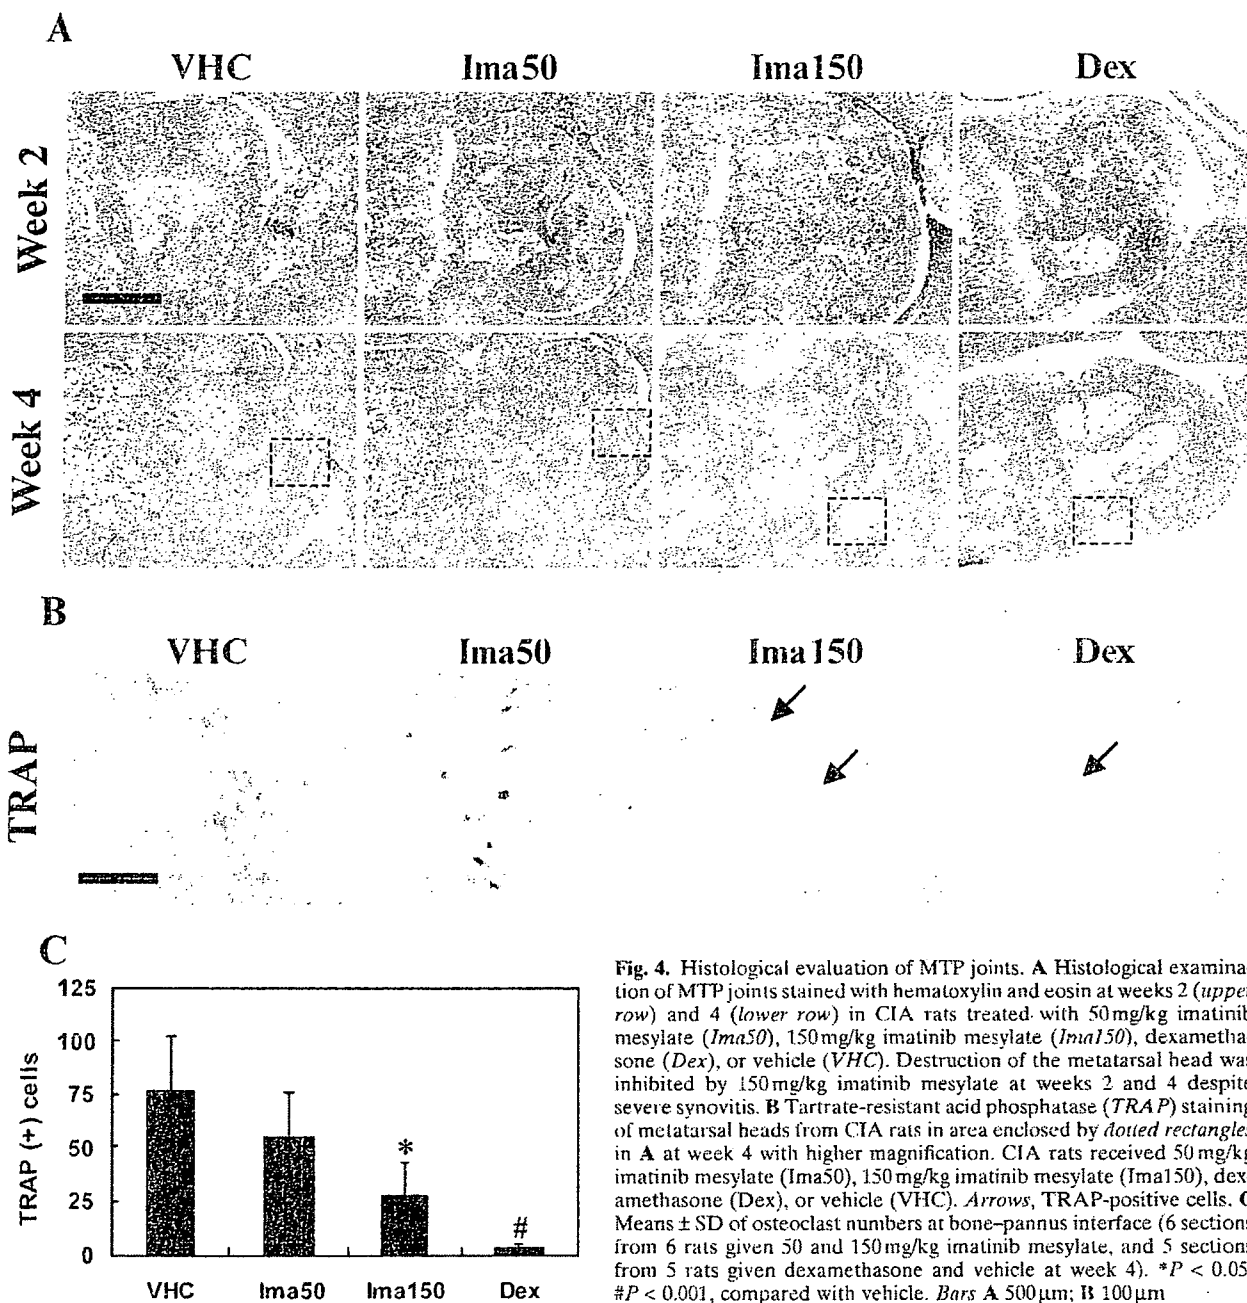 A
VHC Ima50 Ima150 Dex
Week 2
Week 4
B
VHC Ima50 Ima150 Dex
TRAP
C
125
100
75
50
25
0
TRAP (+) cells
*
#
VHC Ima50 Ima150 Dex
Fig. 4. Histological evaluation of MTP joints. A Histological examina-
tion of MTP joints stained with hematoxylin and eosin at weeks 2 (upper
row) and 4 (lower row) in CIA rats treated with 50 mg/kg imatinib
mesylate (Ima50), 150 mg/kg imatinib mesylate (Ima150), dexametha-
sone (Dex), or vehicle (VHC). Destruction of the metatarsal head was
inhibited by 150 mg/kg imatinib mesylate at weeks 2 and 4 despite
severe synovitis. B Tartrate-resistant acid phosphatase (TRAP) staining
of metatarsal heads from CIA rats in area enclosed by dotted rectangles
in A at week 4 with higher magnification. CIA rats received 50 mg/kg
imatinib mesylate (Ima50), 150 mg/kg imatinib mesylate (Ima150), dex-
amethasone (Dex), or vehicle (VHC). Arrows, TRAP-positive cells. C
Means ± SD of osteoclast numbers at bone–pannus interface (6 sections
from 6 rats given 50 and 150 mg/kg imatinib mesylate, and 5 sections
from 5 rats given dexamethasone and vehicle at week 4). *P < 0.05,
#P < 0.001, compared with vehicle. Bars A 500 μm; B 100 μm